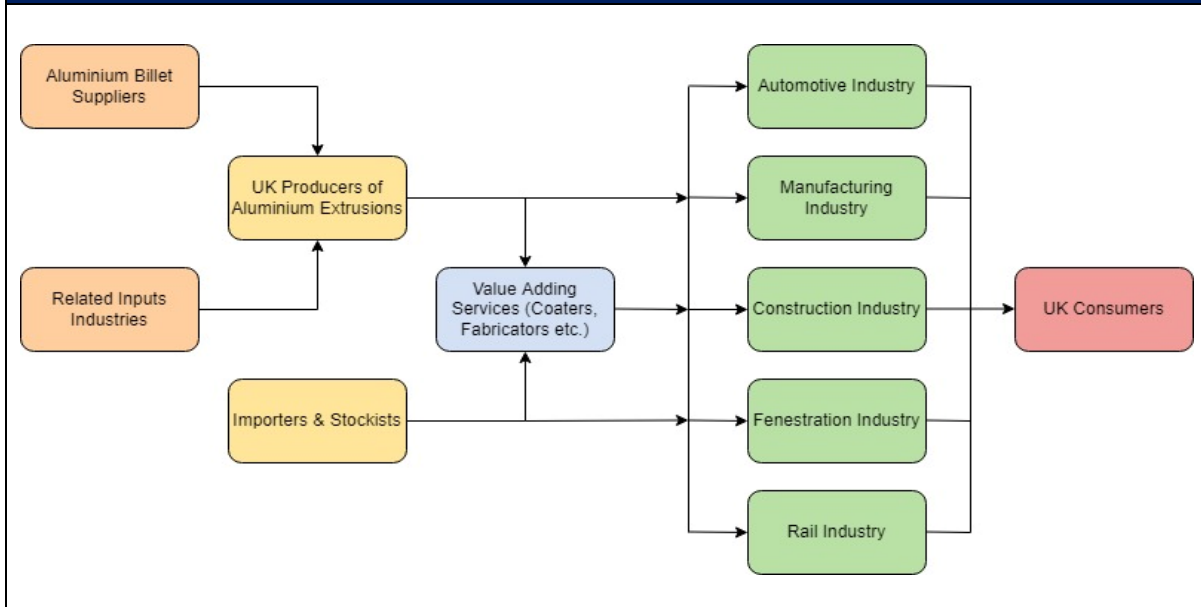 Aluminium Billet
Suppliers
Related Inputs
Industries
UK Producers of
Aluminium Extrusions
Importers & Stockists
Value Adding
Services (Coaters,
Fabricators etc.)
Automotive Industry
Manufacturing
Industry
Construction Industry
Fenestration Industry
Rail Industry
UK Consumers